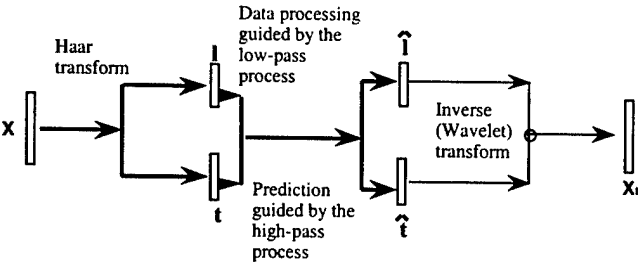 Haar
transform
Data processing
guided by the
low-pass
process
X
l
t
Prediction
guided by the
high-pass
process
l̂
t̂
Inverse
(Wavelet)
transform